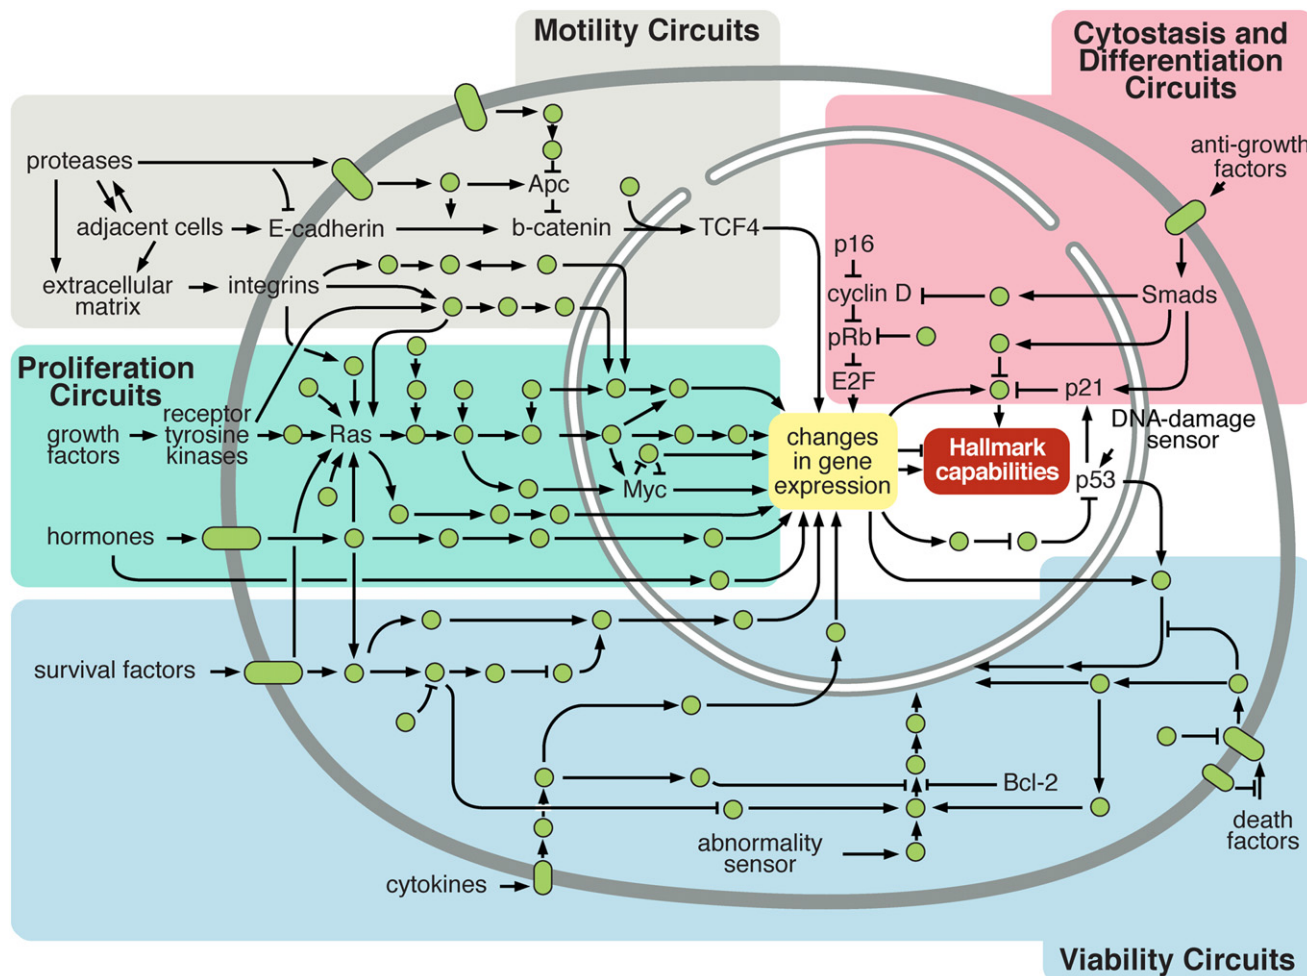 Motility Circuits
Cytostasis and
Differentiation
Circuits
proteases
Apc
anti-growth
factors
adjacent cells
E-cadherin
b-catenin
TCF4
p16
extracellular
matrix
integrins
cyclin D
Smads
pRb
Proliferation
Circuits
E2F
p21
growth
factors
receptor
tyrosine
kinases
Ras
Myc
changes
in gene
expression
Hallmark
capabilities
DNA-damage
sensor
p53
hormones
survival factors
Bcl-2
abnormality
sensor
death
factors
cytokines
Viability Circuits